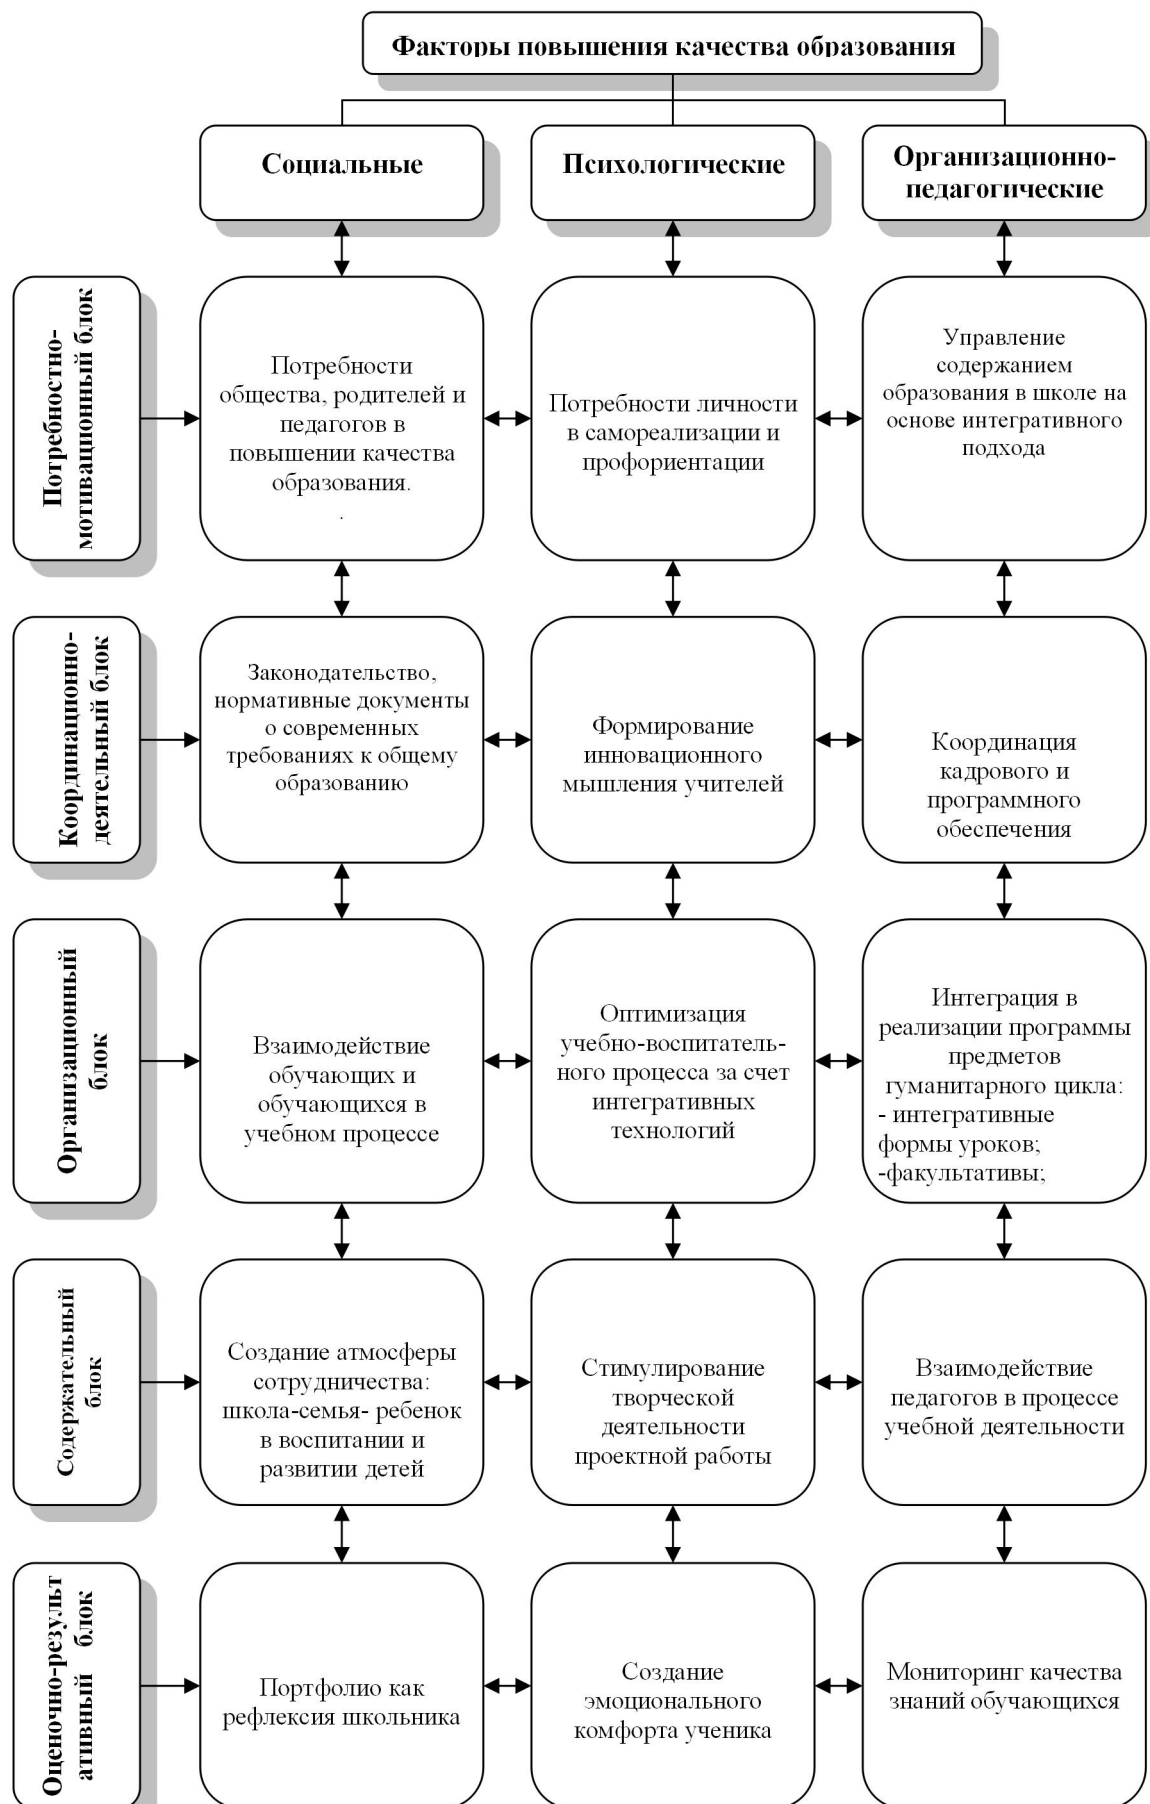 Факторы повышения качества образования
Социальные
Психологические
Организационно-
педагогические
Потребностно-
мотивационный блок
Потребности
общества, родителей и
педагогов в
повышении качества
образования.
.
Потребности личности
в самореализации и
профориентации
Управление
содержанием
образования в школе на
основе интегративного
подхода
Координационно-
деятельный блок
Законодательство,
нормативные документы
о современных
требованиях к общему
образованию
Формирование
инновационного
мышления учителей
Координация
кадрового и
программного
обеспечения
Организационный
блок
Взаимодействие
обучающих и
обучающихся в
учебном процессе
Оптимизация
учебно-воспитатель-
ного процесса за счет
интегративных
технологий
Интеграция в
реализации программы
предметов
гуманитарного цикла:
- интегративные
формы уроков;
-факультативы;
Содержательный
блок
Создание атмосферы
сотрудничества:
школа-семья- ребенок
в воспитании и
развитии детей
Стимулирование
творческой
деятельности
проектной работы
Взаимодействие
педагогов в процессе
учебной деятельности
Оценочно-результ
ативный блок
Портфолио как
рефлексия школьника
Создание
эмоционального
комфорта ученика
Мониторинг качества
знаний обучающихся